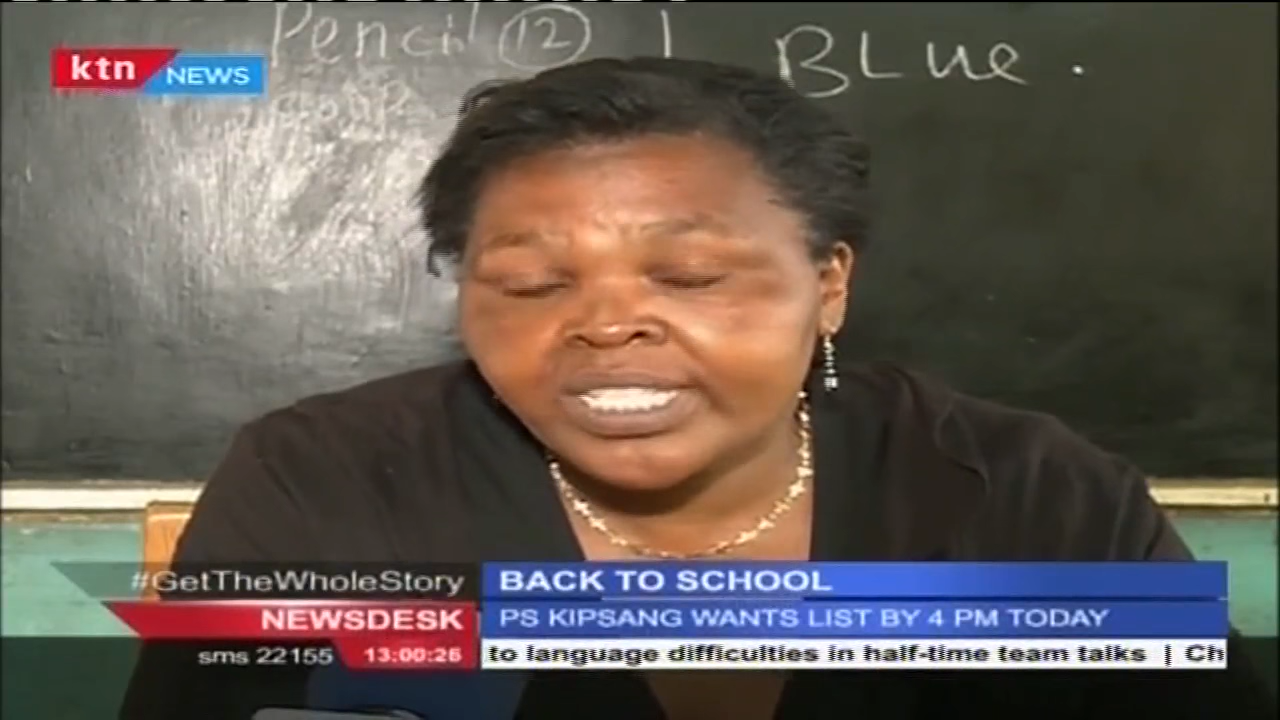 Pencil 12 | BLue.
ktn NEWS
#GetTheWholeStory
BACK TO SCHOOL
NEWSDESK
PS KIPSANG WANTS LIST BY 4 PM TODAY
sms 22155
13:00:26
to language difficulties in half-time team talks | Ch